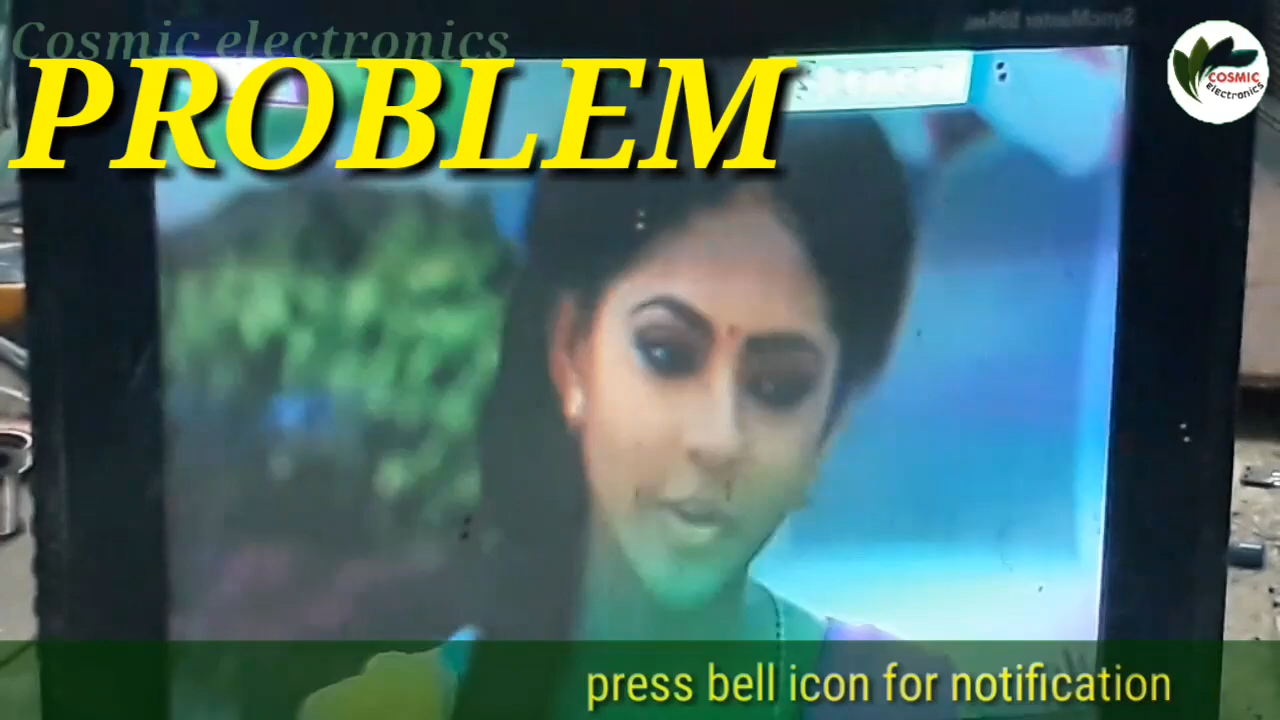 Cosmic electronics
PROBLEM
COSMIC
electronics
press bell icon for notification